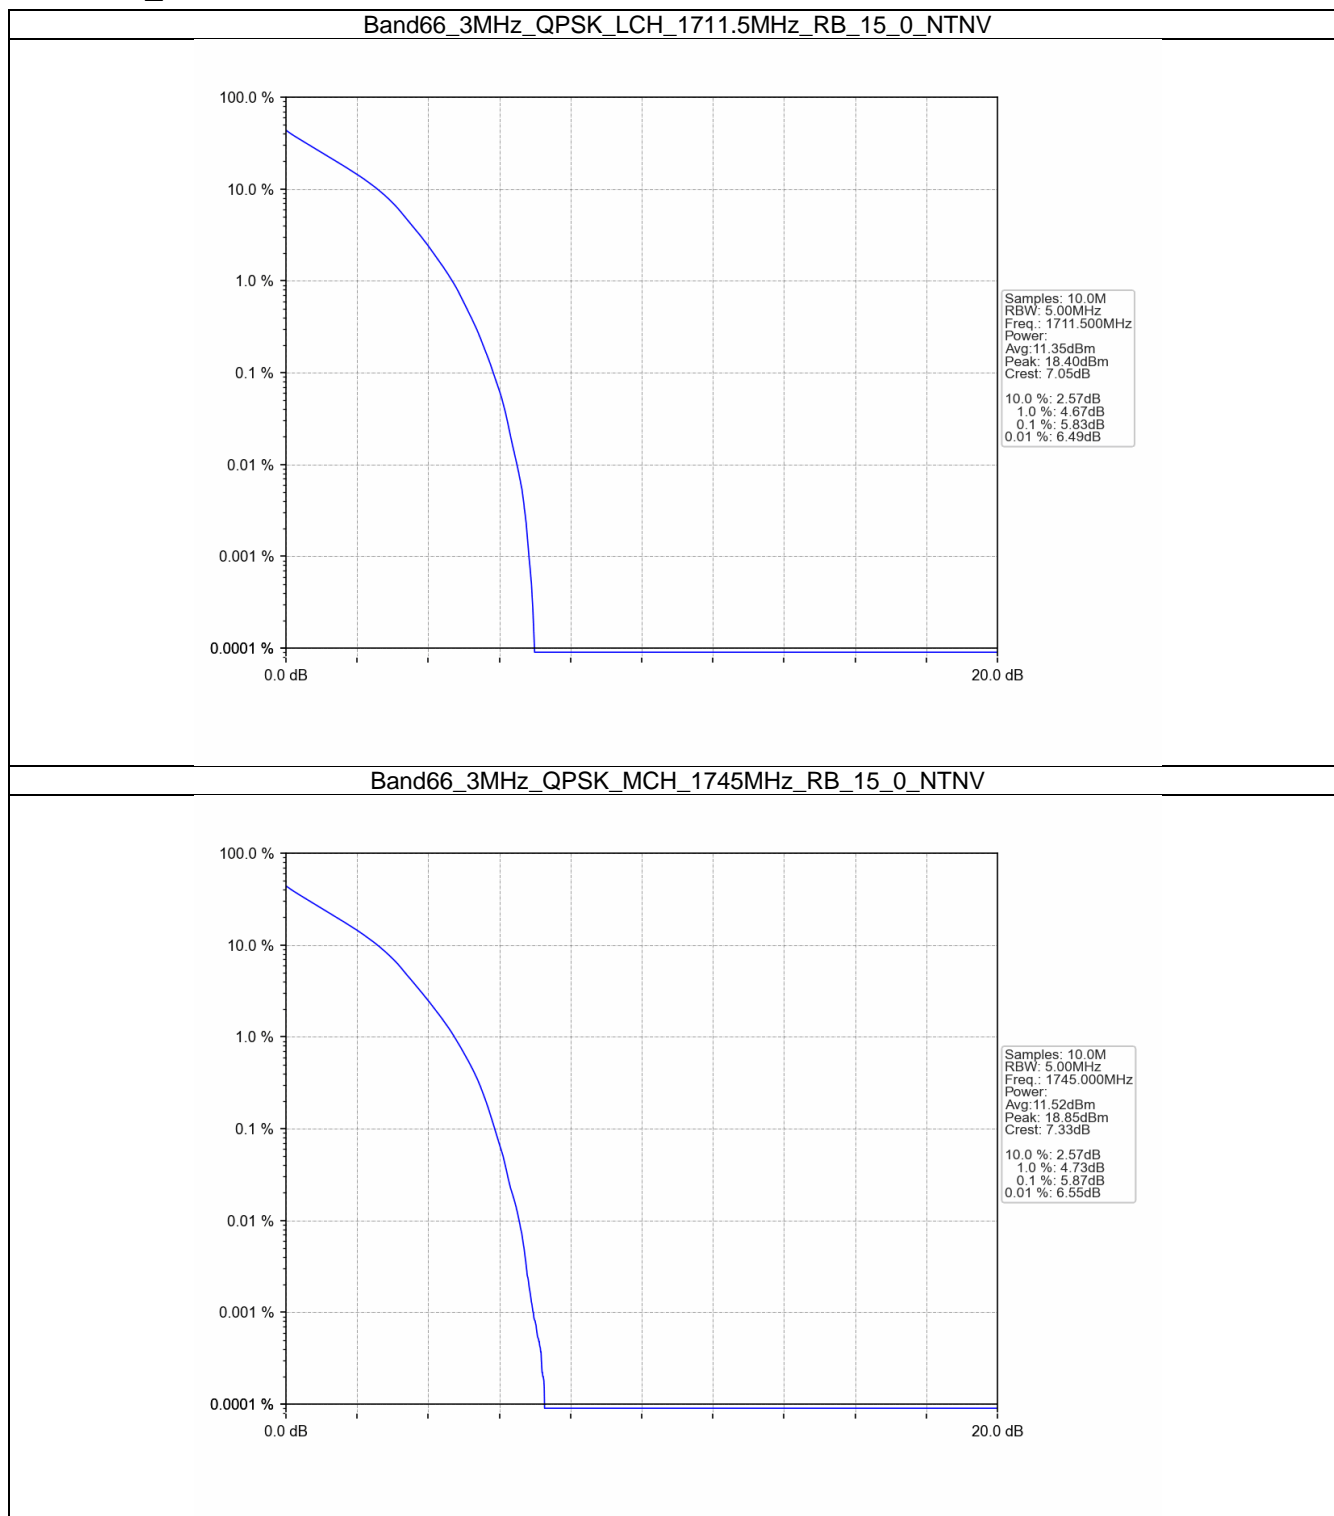 Band66_3MHz_QPSK_LCH_1711.5MHz_RB_15_0_NTNV
100.0 %
10.0 %
1.0 %
0.1 %
0.01 %
0.001 %
0.0001 %
0.0 dB
20.0 dB
Samples: 10.0M
RBW: 5.00MHz
Freq.: 1711.500MHz
Power:
Avg:11.35dBm
Peak: 18.40dBm
Crest: 7.05dB
10.0 %: 2.57dB
1.0 %: 4.67dB
0.1 %: 5.83dB
0.01 %: 6.49dB
Band66_3MHz_QPSK_MCH_1745MHz_RB_15_0_NTNV
100.0 %
10.0 %
1.0 %
0.1 %
0.01 %
0.001 %
0.0001 %
0.0 dB
20.0 dB
Samples: 10.0M
RBW: 5.00MHz
Freq.: 1745.000MHz
Power:
Avg:11.52dBm
Peak: 18.85dBm
Crest: 7.33dB
10.0 %: 2.57dB
1.0 %: 4.73dB
0.1 %: 5.87dB
0.01 %: 6.55dB